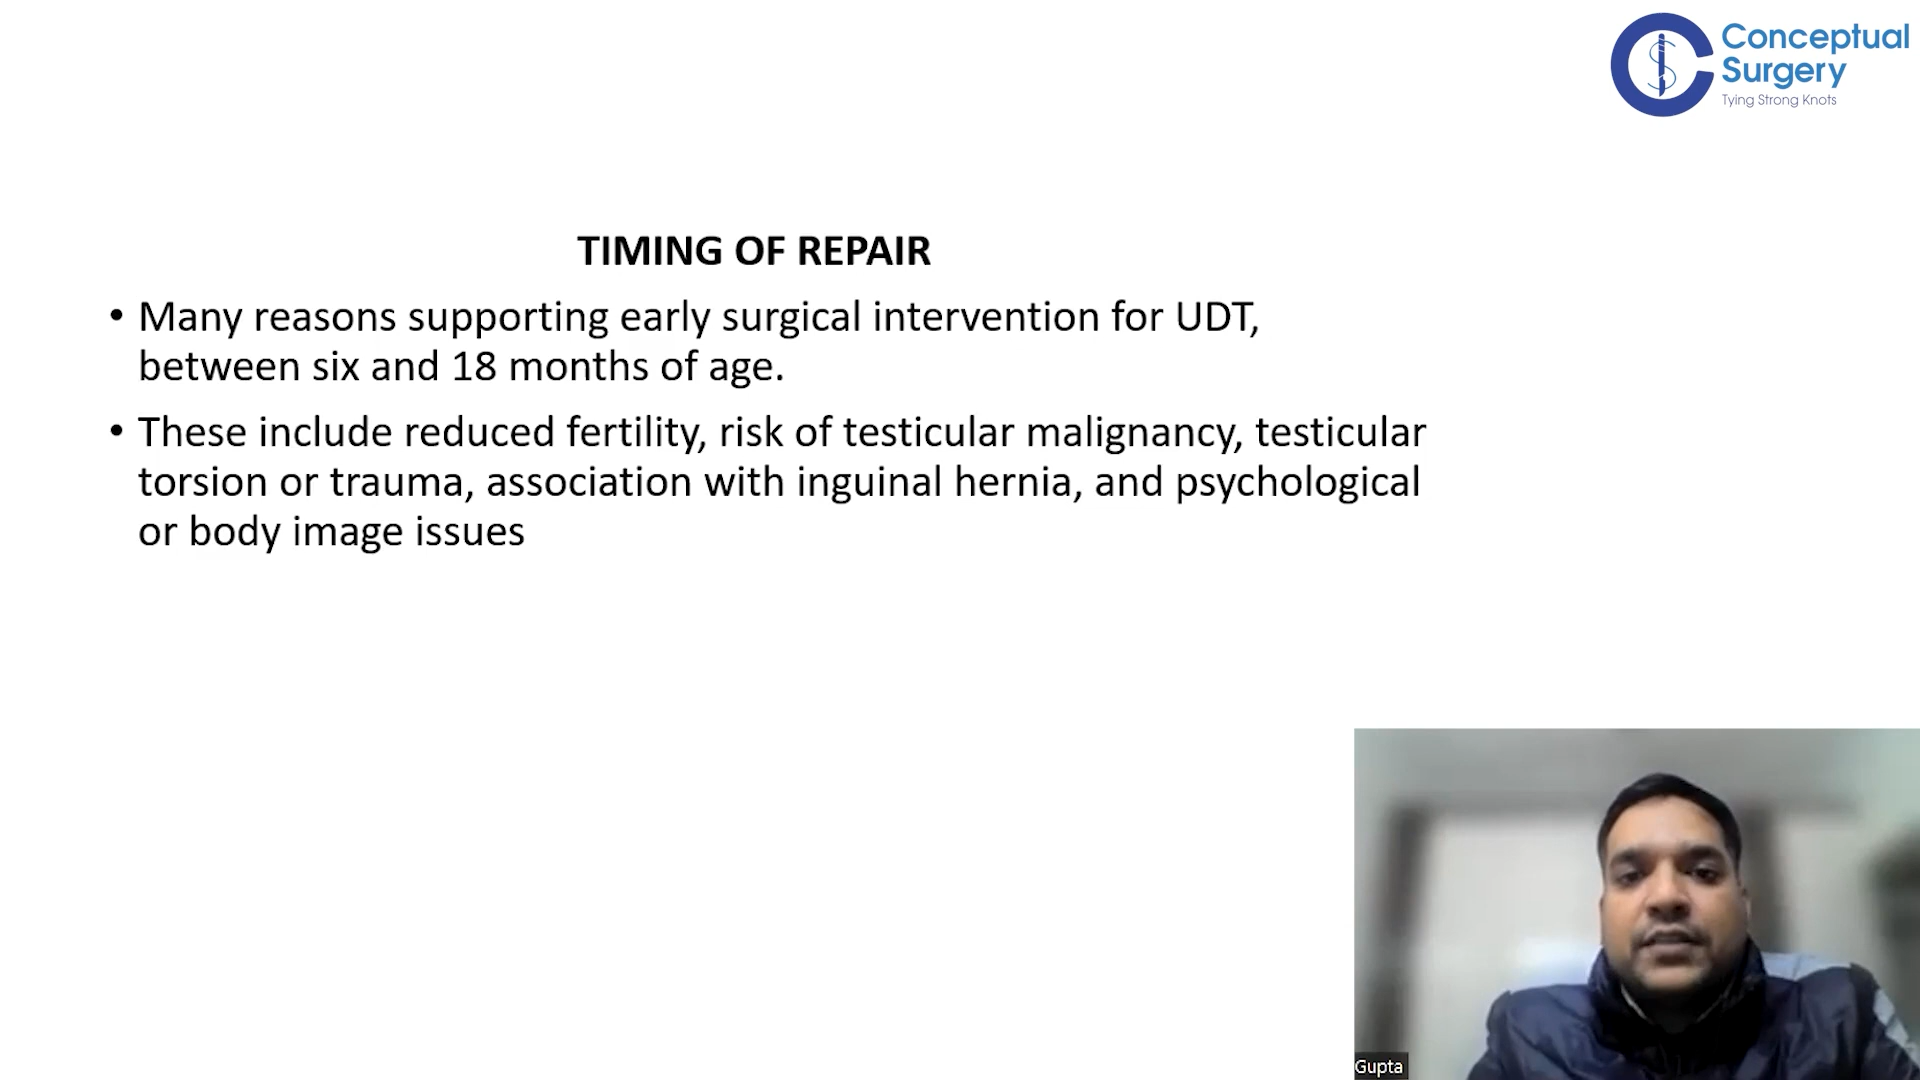 Conceptual
Surgery
Tying Strong Knots
TIMING OF REPAIR
• Many reasons supporting early surgical intervention for UDT,
between six and 18 months of age.
• These include reduced fertility, risk of testicular malignancy, testicular
torsion or trauma, association with inguinal hernia, and psychological
or body image issues
Gupta